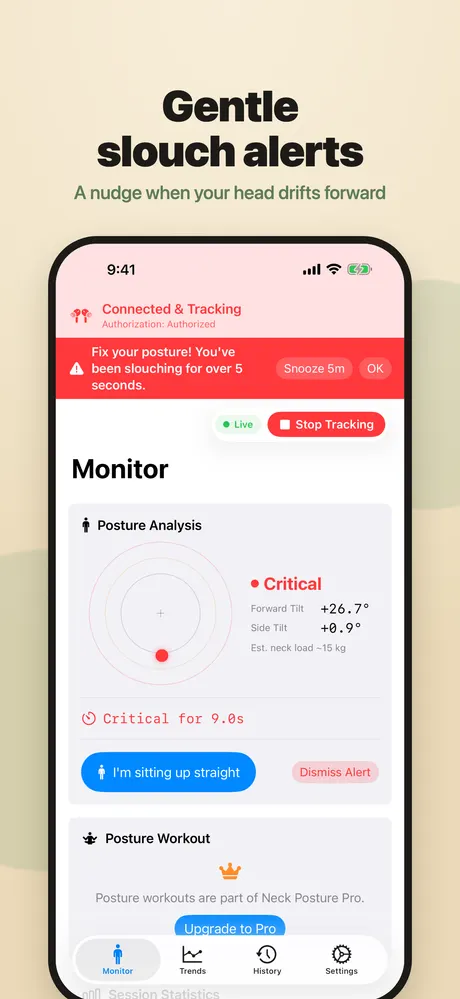 Gentle
slouch alerts
A nudge when your head drifts forward
9:41
Connected & Tracking
Authorization: Authorized
Fix your posture! You've
been slouching for over 5
seconds.
Snooze 5m
OK
Live
Stop Tracking
Monitor
Posture Analysis
Critical
Forward Tilt +26.7°
Side Tilt +0.9°
Est. neck load ~15 kg
Critical for 9.0s
I'm sitting up straight
Dismiss Alert
Posture Workout
Posture workouts are part of Neck Posture Pro.
Upgrade to Pro
Monitor
Trends
History
Settings
Session Statistics